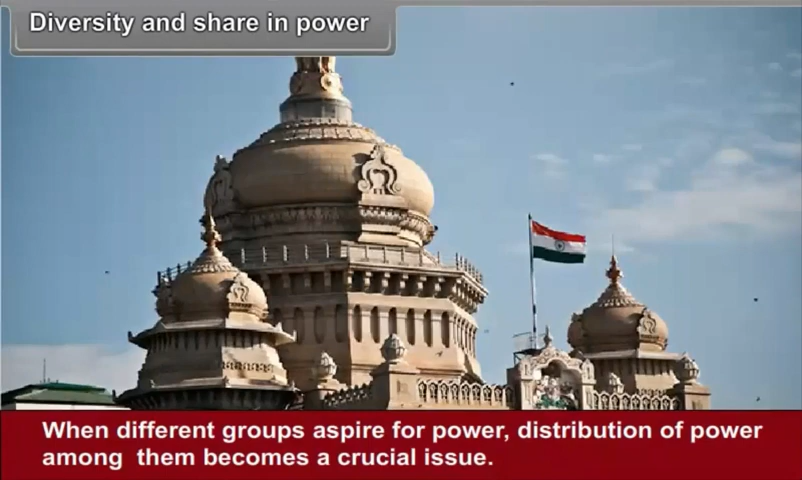 Diversity and share in power
When different groups aspire for power, distribution of power
among them becomes a crucial issue.